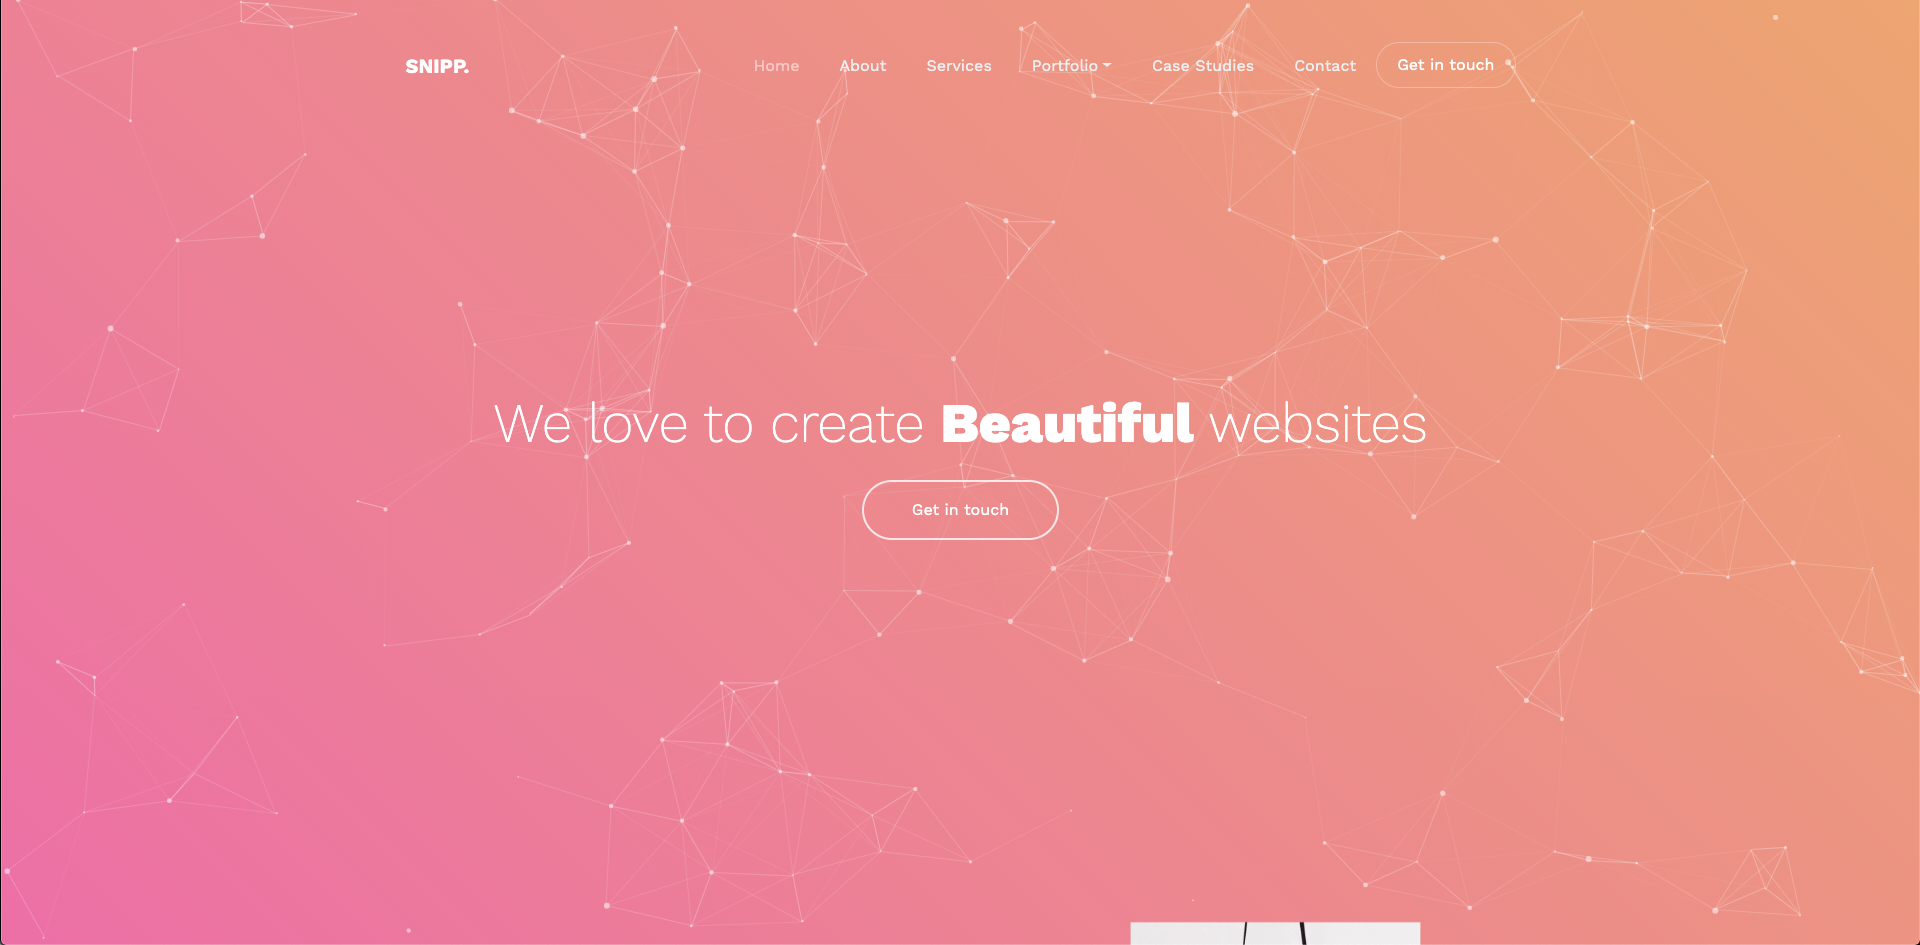 SNIPP. Home About Services Portfolio Case Studies Contact Get in touch
We love to create Beautiful websites
Get in touch